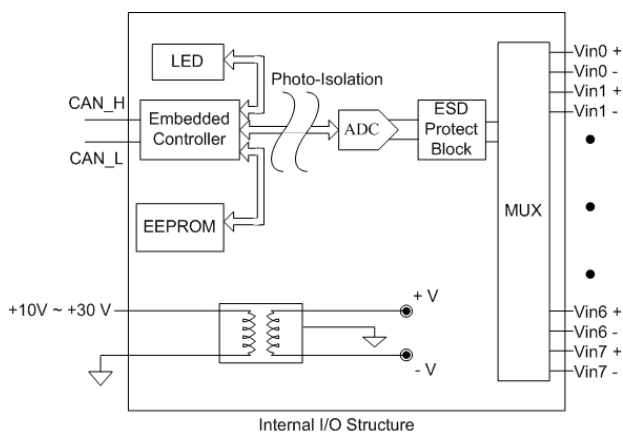 LED
Photo-Isolation
CAN_H
CAN_L
Embedded
Controller
ADC
ESD
Protect
Block
EEPROM
MUX
Vin0 +
Vin0 -
Vin1 +
Vin1 -
Vin6 +
Vin6 -
Vin7 +
Vin7 -
+10V ~ +30 V
+ V
- V
Internal I/O Structure